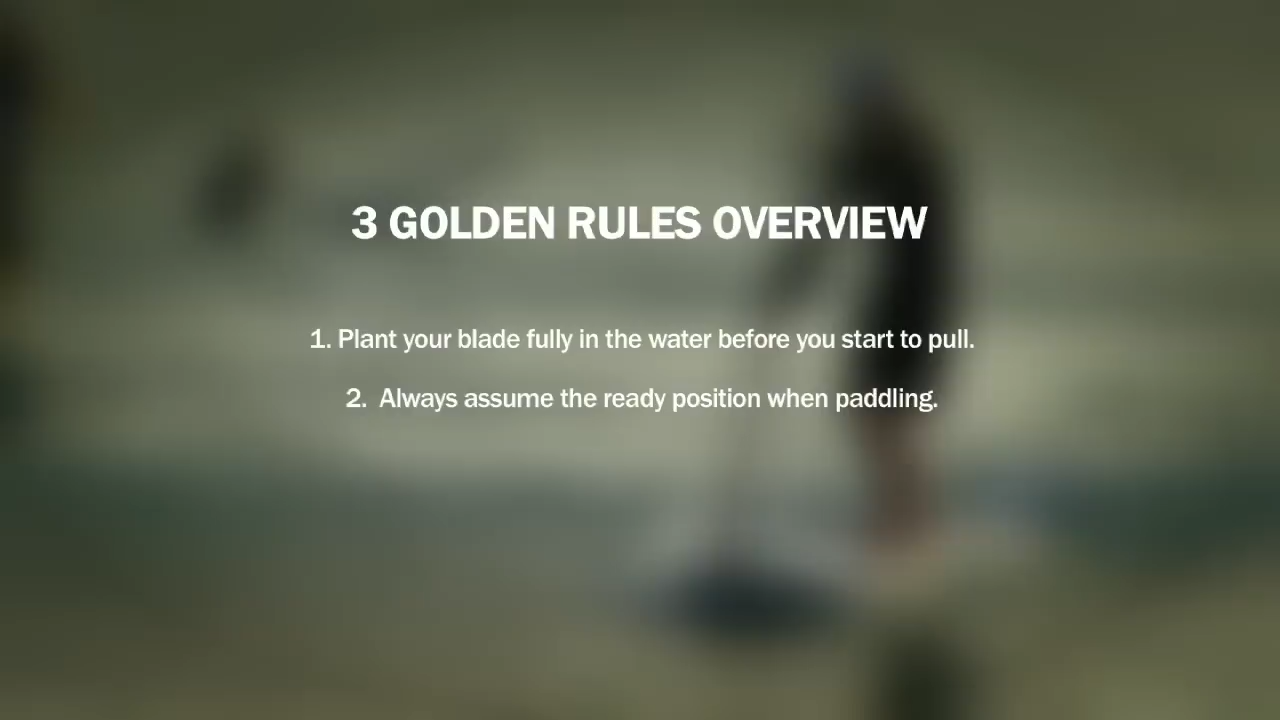 3 GOLDEN RULES OVERVIEW
1. Plant your blade fully in the water before you start to pull.
2. Always assume the ready position when paddling.